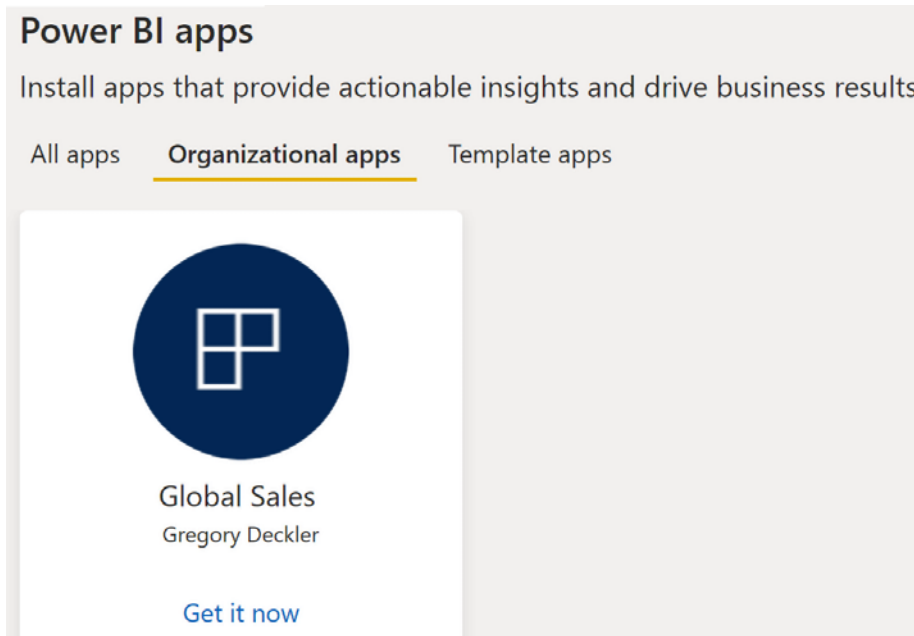 Power BI apps
Install apps that provide actionable insights and drive business results
All apps Organizational apps Template apps
Global Sales
Gregory Deckler
Get it now